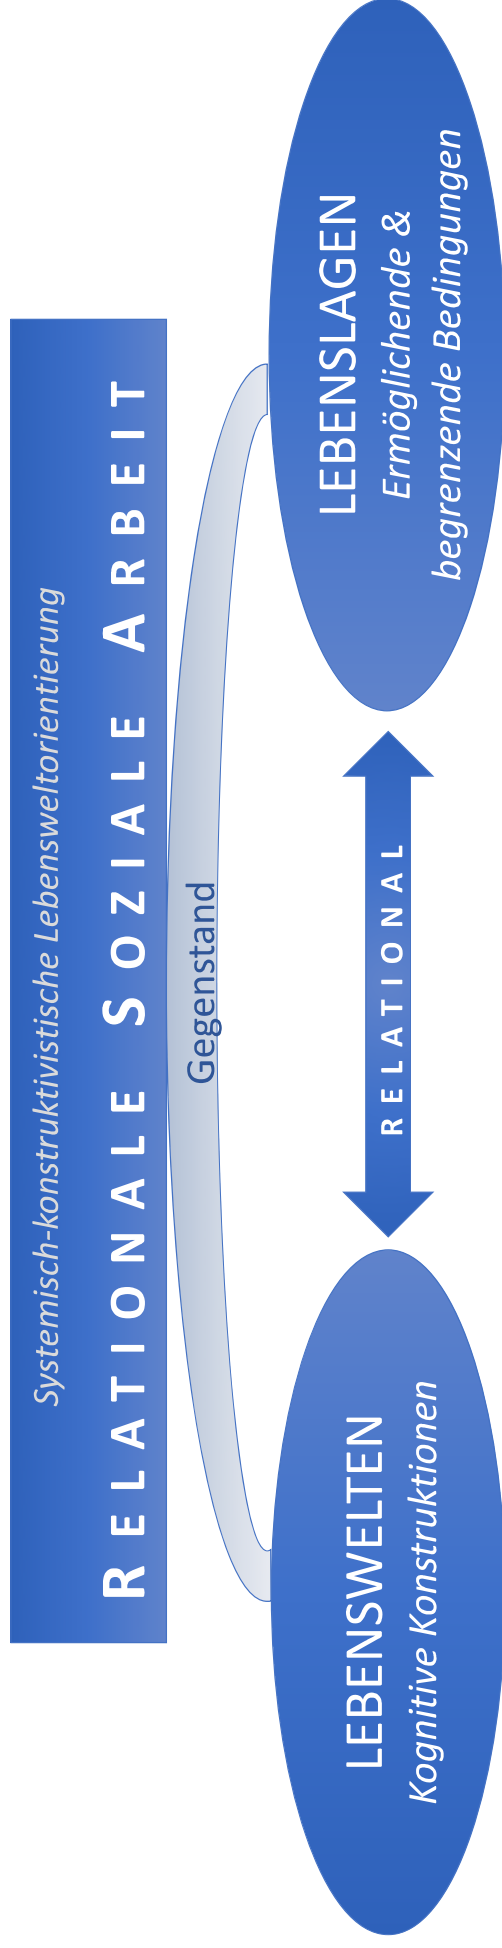 Systemisch-konstruktivistische Lebensweltorientierung
RELATIONALE SOZIALE ARBEIT
Gegenstand
LEBENSWELTEN
Kognitive Konstruktionen
RELATIONAL
LEBENSLAGEN
Ermöglichende &
begrenzende Bedingungen